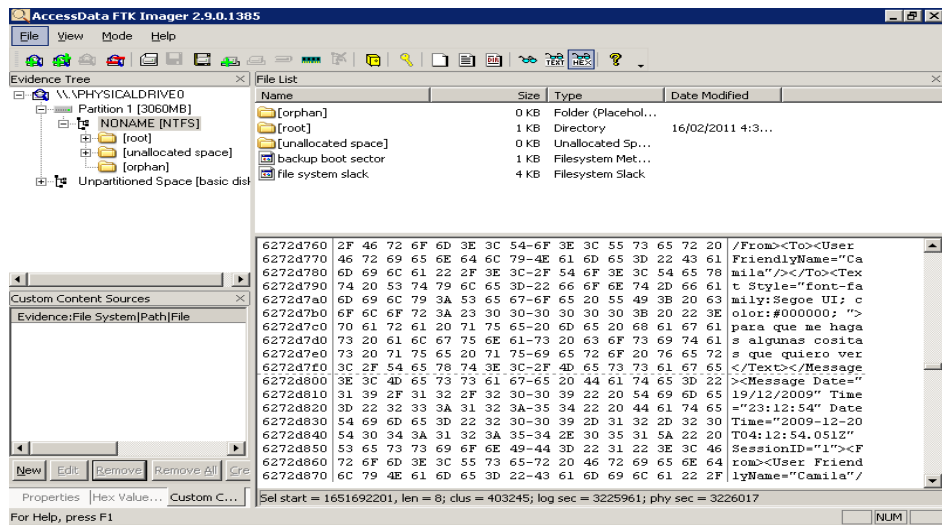 AccessData FTK Imager 2.9.0.1385
File View Mode Help
Evidence Tree
\\.\PHYSICALDRIVE0
Partition 1 [3060MB]
NONAME [NTFS]
[root]
[unallocated space]
[orphan]
Unpartitioned Space [basic disk
Custom Content Sources
Evidence:File System|Path|File
New Edit Remove Remove All Cre
Properties Hex Value... Custom C...
File List
Name Size Type Date Modified
[orphan] 0 KB Folder (Placehol...
[root] 1 KB Directory 16/02/2011 4:3...
[unallocated space] 0 KB Unallocated Sp...
backup boot sector 1 KB Filesystem Met...
file system slack 4 KB Filesystem Slack
6272d760 2F 46 72 6F 6D 3E 3C 54-6F 3E 3C 55 73 65 72 20 /From><To><User
6272d770 46 72 69 65 6E 64 6C 79-4E 61 6D 65 3D 22 43 61 FriendlyName="Ca
6272d780 6D 69 6C 61 22 2F 3E 3C-2F 54 6F 3E 3C 54 65 78 mila"/></To><Tex
6272d790 74 20 53 74 79 6C 65 3D-22 66 6F 6E 74 2D 66 61 t Style="font-fa
6272d7a0 6D 69 6C 79 3A 53 65 67-6F 65 20 55 49 3B 20 63 mily:Segoe UI; c
6272d7b0 6F 6C 6F 72 3A 23 30 30-30 30 30 30 3B 20 22 3E olor:#000000; ">
6272d7c0 70 61 72 61 20 71 75 65-20 6D 65 20 68 61 67 61 para que me haga
6272d7d0 73 20 61 6C 67 75 6E 61-73 20 63 6F 73 69 74 61 s algunas cosita
6272d7e0 73 20 71 75 65 20 71 75-69 65 72 6F 20 76 65 72 s que quiero ver
6272d7f0 3C 2F 54 65 78 74 3E 3C-2F 4D 65 73 73 61 67 65 </Text></Message
6272d800 3E 3C 4D 65 73 73 61 67-65 20 44 61 74 65 3D 22 ><Message Date="
6272d810 31 39 2F 31 32 2F 32 30-30 39 22 20 54 69 6D 65 19/12/2009" Time
6272d820 3D 22 32 33 3A 31 32 3A-35 34 22 20 44 61 74 65 ="23:12:54" Date
6272d830 54 69 6D 65 3D 22 32 30-30 39 2D 31 32 2D 32 30 Time="2009-12-20
6272d840 54 30 34 3A 31 32 3A 35-34 2E 30 35 31 5A 22 20 T04:12:54.051Z"
6272d850 53 65 73 73 69 6F 6E 49-44 3D 22 31 22 3E 3C 46 SessionID="1"><F
6272d860 72 6F 6D 3E 3C 55 73 65-72 20 46 72 69 65 6E 64 rom><User Friend
6272d870 6C 79 4E 61 6D 65 3D 22-43 61 6D 69 6C 61 22 2F lyName="Camila"/
Sel start = 1651692201, len = 8; clus = 403245; log sec = 3225961; phy sec = 3226017
For Help, press F1
NUM